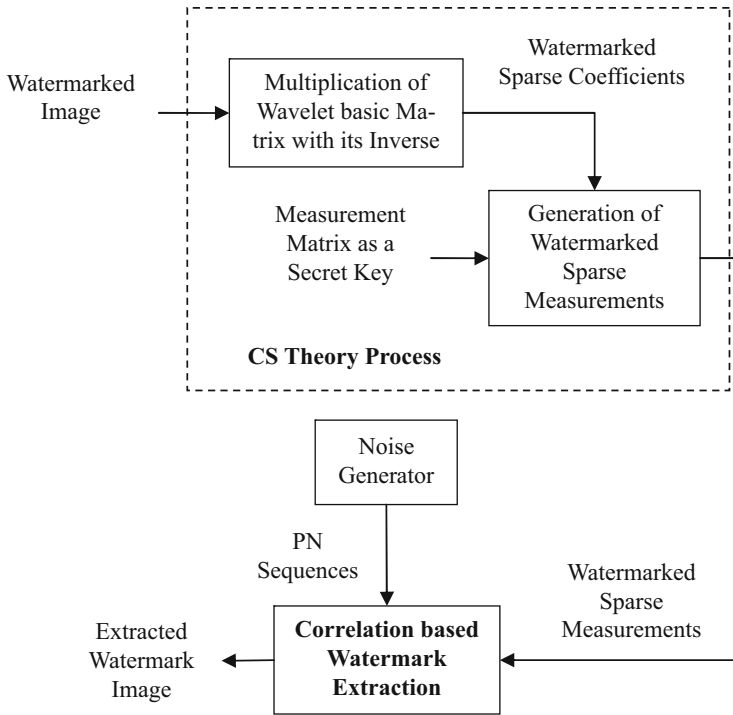 Watermarked
Image
Multiplication of
Wavelet basic Ma-
trix with its Inverse
Watermarked
Sparse Coefficients
Measurement
Matrix as a
Secret Key
Generation of
Watermarked
Sparse
Measurements
CS Theory Process
Noise
Generator
PN
Sequences
Watermarked
Sparse
Measurements
Correlation based
Watermark
Extraction
Extracted
Watermark
Image